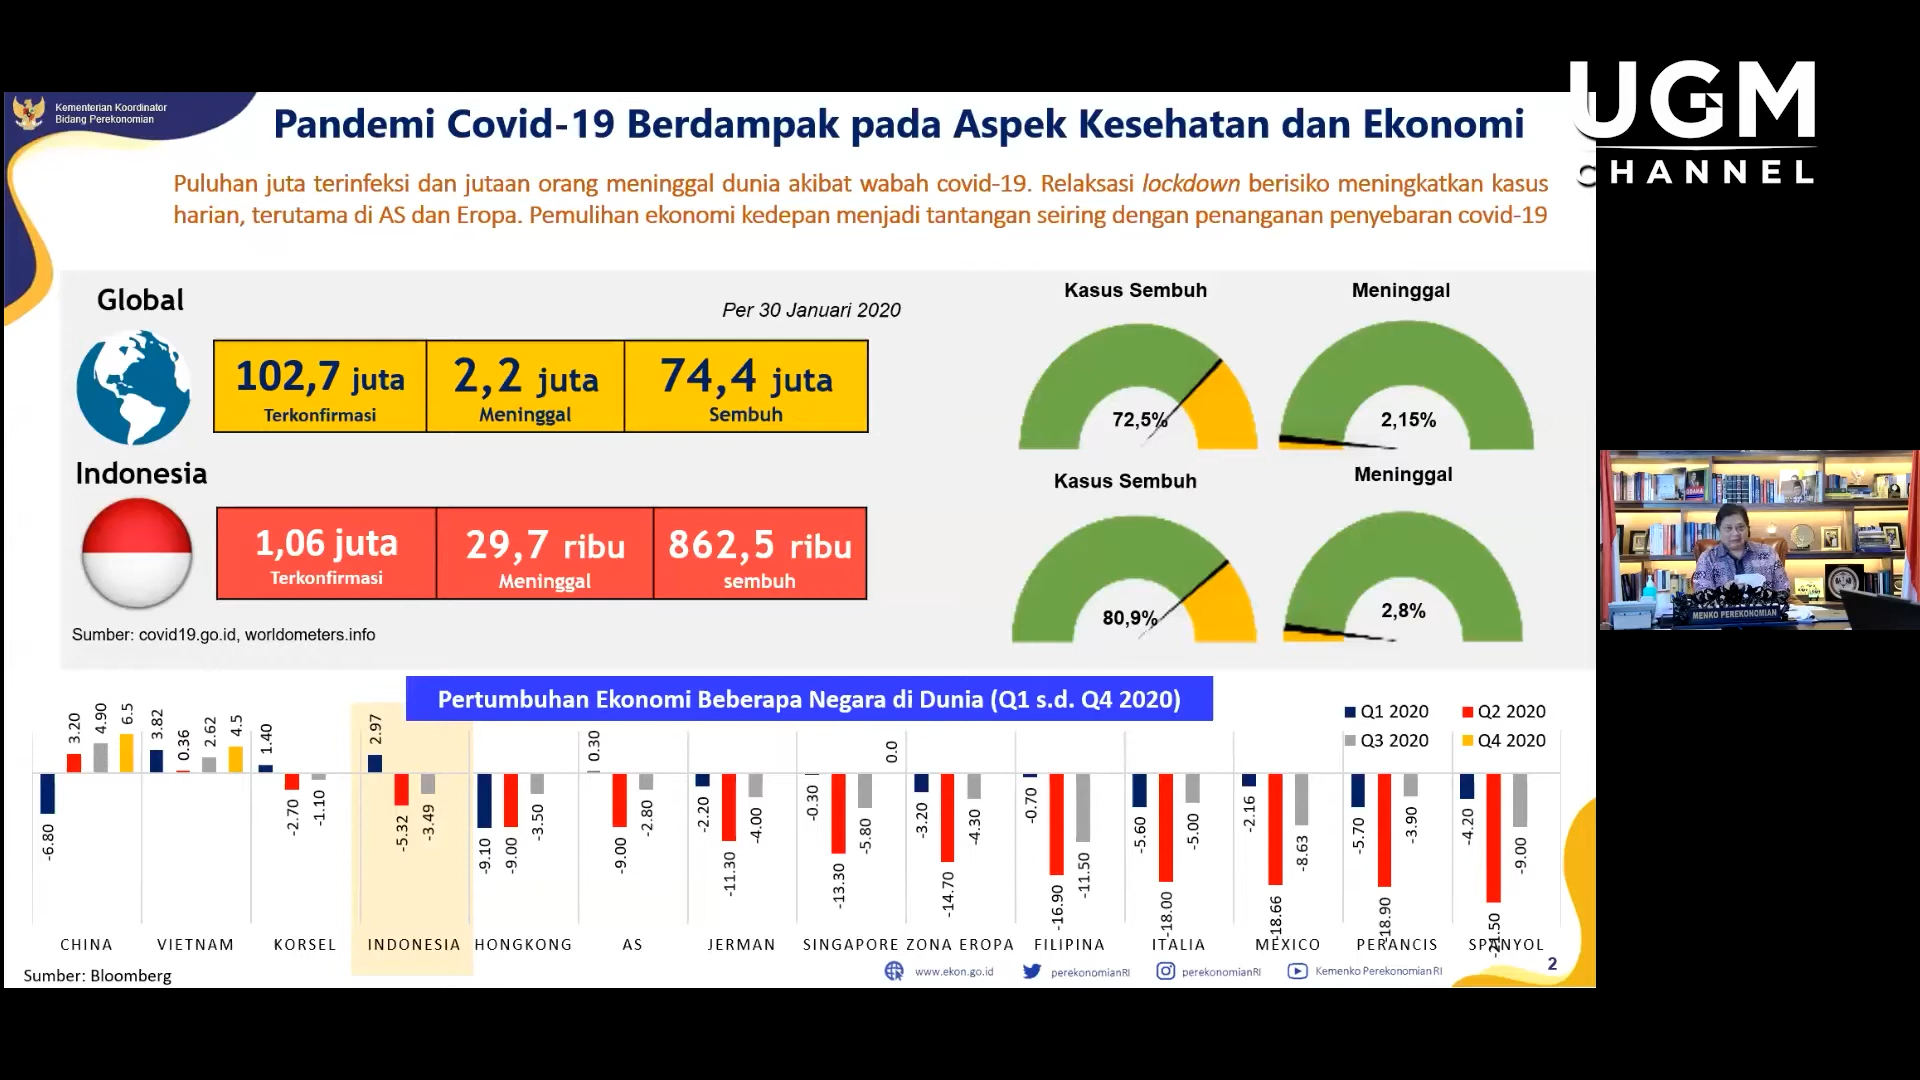 UGM
CHANNEL
Kementerian Koordinator
Bidang Perekonomian
Pandemi Covid-19 Berdampak pada Aspek Kesehatan dan Ekonomi
Puluhan juta terinfeksi dan jutaan orang meninggal dunia akibat wabah covid-19. Relaksasi lockdown berisiko meningkatkan kasus
harian, terutama di AS dan Eropa. Pemulihan ekonomi kedepan menjadi tantangan seiring dengan penanganan penyebaran covid-19
Global
Per 30 Januari 2020
102,7 juta
Terkonfirmasi
2,2 juta
Meninggal
74,4 juta
Sembuh
Kasus Sembuh
72,5%
Meninggal
2,15%
Indonesia
1,06 juta
Terkonfirmasi
29,7 ribu
Meninggal
862,5 ribu
sembuh
Kasus Sembuh
80,9%
Meninggal
2,8%
Sumber: covid19.go.id, worldometers.info
MENKO PEREKONOMIAN
Pertumbuhan Ekonomi Beberapa Negara di Dunia (Q1 s.d. Q4 2020)
Q1 2020
Q2 2020
Q3 2020
Q4 2020
-6.80
3.20
4.90
6.5
3.82
0.36
2.62
4.5
1.40
-2.70
-1.10
2.97
-5.32
-3.49
-9.10
-9.00
-3.50
0.30
-9.00
-2.80
-2.20
-11.30
-4.00
-0.30
-13.30
-5.80
0.0
-3.20
-14.70
-4.30
-0.70
-16.90
-11.50
-5.60
-18.00
-5.00
-2.16
-18.66
-8.63
-5.70
-18.90
-3.90
-4.20
-9.00
CHINA
VIETNAM
KORSEL
INDONESIA
HONGKONG
AS
JERMAN
SINGAPORE
ZONA EROPA
FILIPINA
ITALIA
MEXICO
PERANCIS
SPANYOL
Sumber: Bloomberg
www.ekon.go.id
perekonomianRI
perekonomianRI
Kemenko Perekonomian RI
2